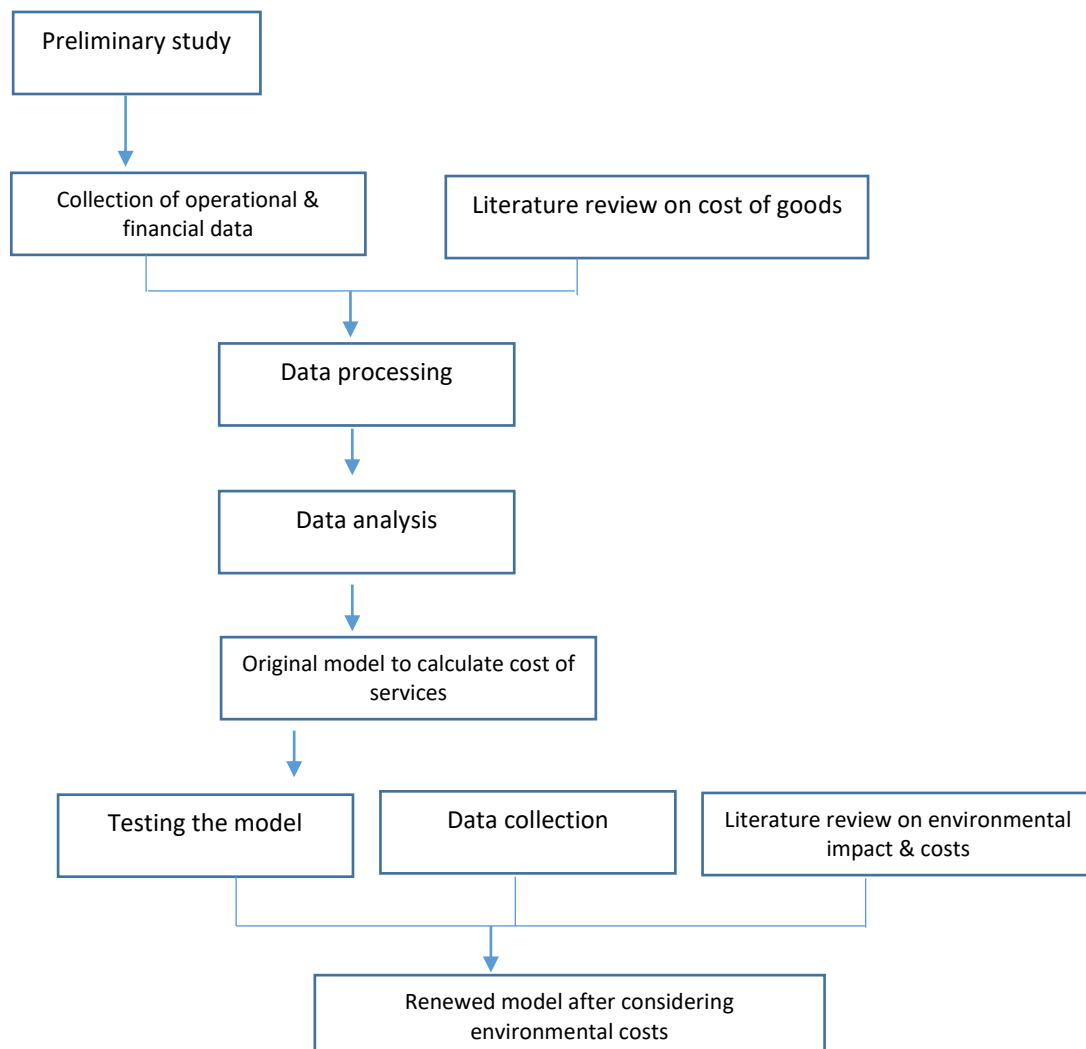 Preliminary study
Collection of operational &
financial data
Literature review on cost of goods
Data processing
Data analysis
Original model to calculate cost of
services
Testing the model
Data collection
Literature review on environmental
impact & costs
Renewed model after considering
environmental costs